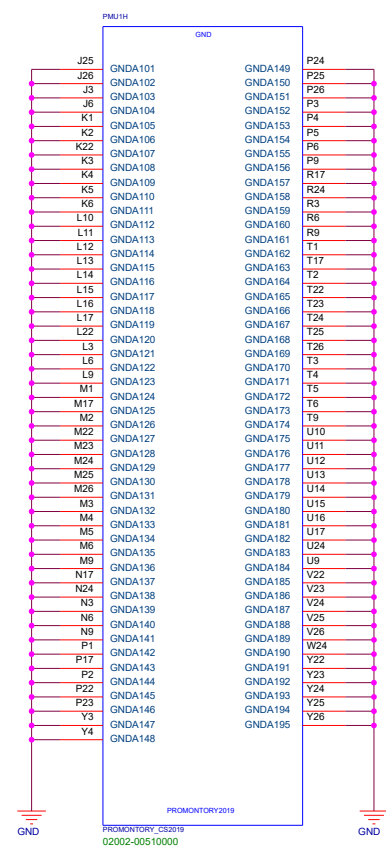 PMU1H
GND
J25 GNDA101 GNDA149 P24
J26 GNDA102 GNDA150 P25
J3 GNDA103 GNDA151 P26
J6 GNDA104 GNDA152 P3
K1 GNDA105 GNDA153 P4
K2 GNDA106 GNDA154 P5
K22 GNDA107 GNDA155 P6
K3 GNDA108 GNDA156 P9
K4 GNDA109 GNDA157 R17
K5 GNDA110 GNDA158 R24
K6 GNDA111 GNDA159 R3
L10 GNDA112 GNDA160 R6
L11 GNDA113 GNDA161 R9
L12 GNDA114 GNDA162 T1
L13 GNDA115 GNDA163 T17
L14 GNDA116 GNDA164 T2
L15 GNDA117 GNDA165 T22
L16 GNDA118 GNDA166 T23
L17 GNDA119 GNDA167 T24
L22 GNDA120 GNDA168 T25
L3 GNDA121 GNDA169 T26
L6 GNDA122 GNDA170 T3
L9 GNDA123 GNDA171 T4
M1 GNDA124 GNDA172 T5
M17 GNDA125 GNDA173 T6
M2 GNDA126 GNDA174 T9
M22 GNDA127 GNDA175 U10
M23 GNDA128 GNDA176 U11
M24 GNDA129 GNDA177 U12
M25 GNDA130 GNDA178 U13
M26 GNDA131 GNDA179 U14
M3 GNDA132 GNDA180 U15
M4 GNDA133 GNDA181 U16
M5 GNDA134 GNDA182 U17
M6 GNDA135 GNDA183 U24
M9 GNDA136 GNDA184 U9
N17 GNDA137 GNDA185 V22
N24 GNDA138 GNDA186 V23
N3 GNDA139 GNDA187 V24
N6 GNDA140 GNDA188 V25
N9 GNDA141 GNDA189 V26
P1 GNDA142 GNDA190 W24
P17 GNDA143 GNDA191 Y22
P2 GNDA144 GNDA192 Y23
P22 GNDA145 GNDA193 Y24
P23 GNDA146 GNDA194 Y25
Y3 GNDA147 GNDA195 Y26
Y4 GNDA148
PROMONTORY2019
GND GND
PROMONTORY_CS2019
02002-00510000